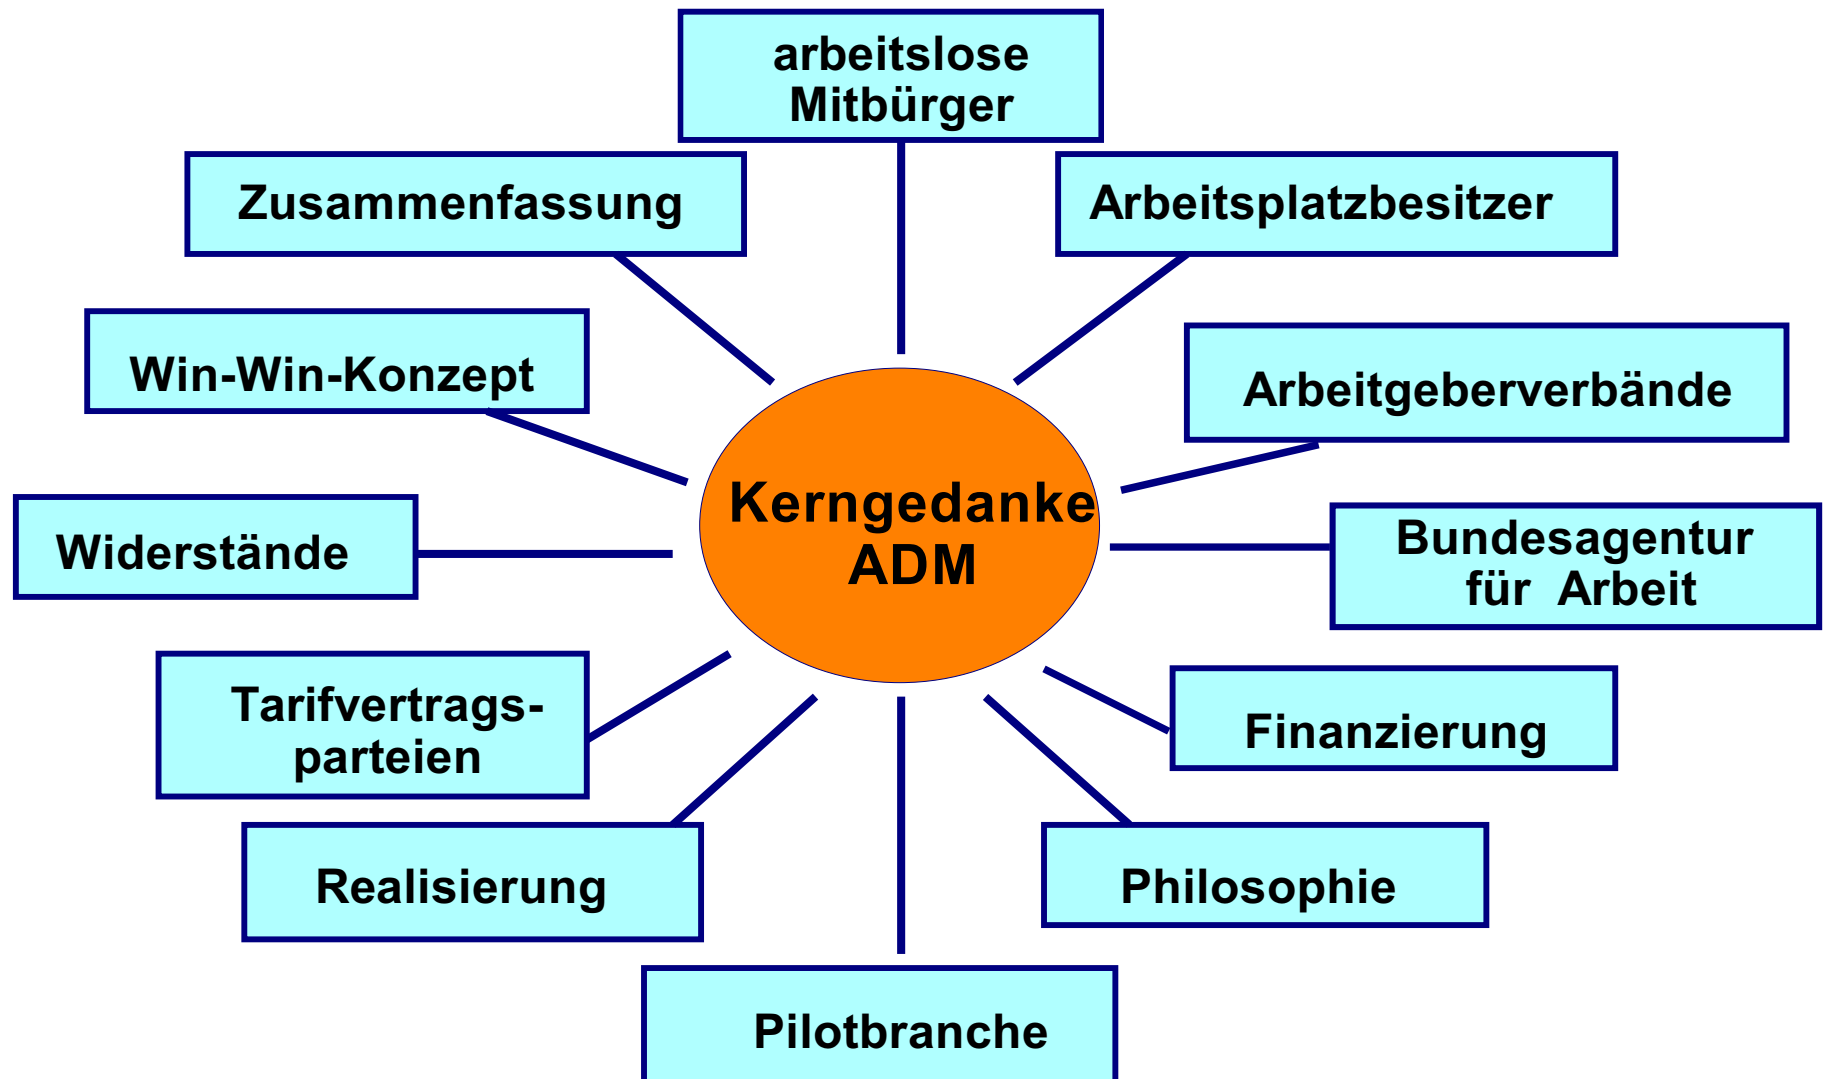 arbeitslose
Mitbürger
Zusammenfassung
Arbeitsplatzbesitzer
Win-Win-Konzept
Arbeitgeberverbände
Kerngedanke
ADM
Widerstände
Bundesagentur
für Arbeit
Tarifvertrags-
parteien
Finanzierung
Realisierung
Philosophie
Pilotbranche